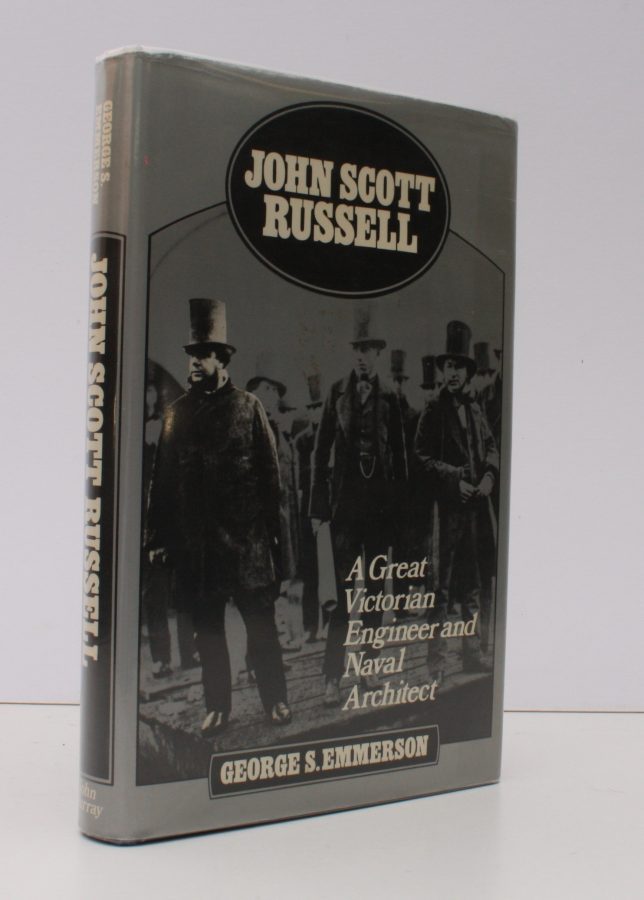 GEORGE S.
EMMERSON
JOHN SCOTT RUSSELL
John
Murray
JOHN SCOTT
RUSSELL
A Great
Victorian
Engineer and
Naval
Architect
GEORGE S. EMMERSON